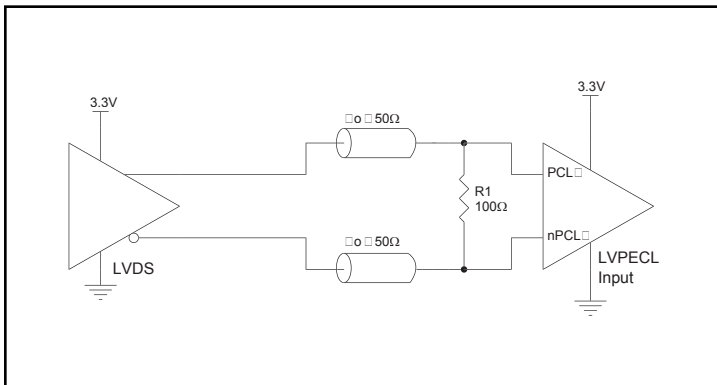 3.3V
3.3V
□o □ 50Ω
PCL□
R1
100Ω
□o □ 50Ω
nPCL□
LVDS
LVPECL
Input